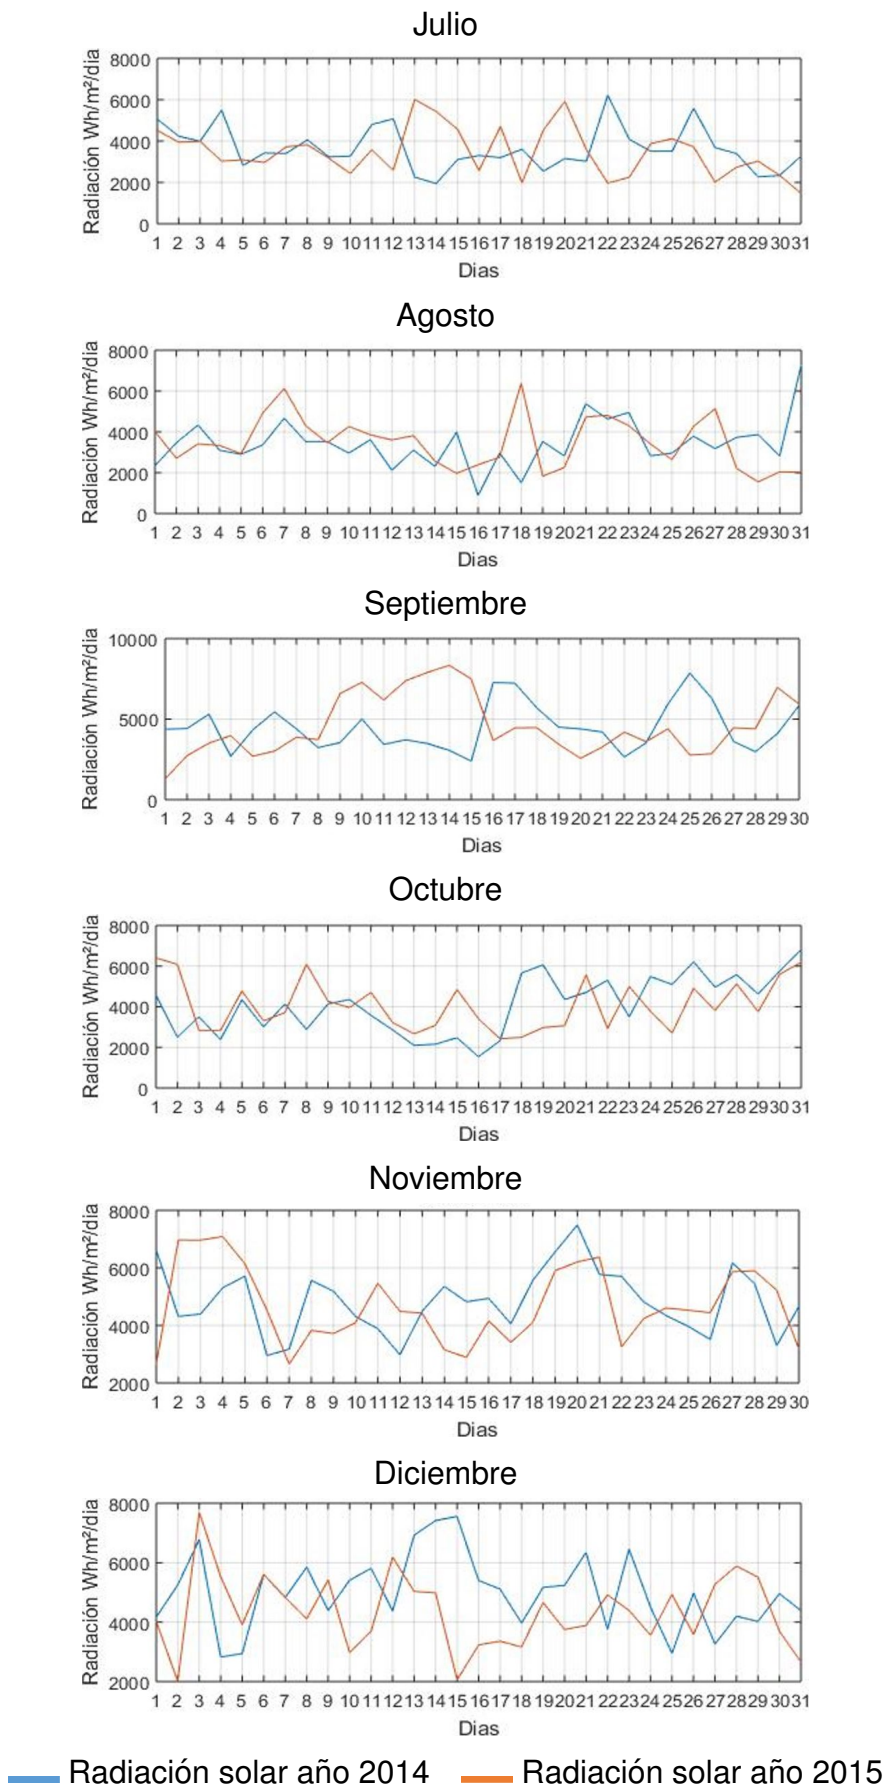 Julio
Radiación Wh/m²/dia
8000
6000
4000
2000
0
1 2 3 4 5 6 7 8 9 10 11 12 13 14 15 16 17 18 19 20 21 22 23 24 25 26 27 28 29 30 31
Dias
Agosto
Radiación Wh/m²/dia
8000
6000
4000
2000
0
1 2 3 4 5 6 7 8 9 10 11 12 13 14 15 16 17 18 19 20 21 22 23 24 25 26 27 28 29 30 31
Dias
Septiembre
Radiación Wh/m²/dia
10000
5000
0
1 2 3 4 5 6 7 8 9 10 11 12 13 14 15 16 17 18 19 20 21 22 23 24 25 26 27 28 29 30
Dias
Octubre
Radiación Wh/m²/dia
8000
6000
4000
2000
0
1 2 3 4 5 6 7 8 9 10 11 12 13 14 15 16 17 18 19 20 21 22 23 24 25 26 27 28 29 30 31
Dias
Noviembre
Radiación Wh/m²/dia
8000
6000
4000
2000
1 2 3 4 5 6 7 8 9 10 11 12 13 14 15 16 17 18 19 20 21 22 23 24 25 26 27 28 29 30
Dias
Diciembre
Radiación Wh/m²/dia
8000
6000
4000
2000
1 2 3 4 5 6 7 8 9 10 11 12 13 14 15 16 17 18 19 20 21 22 23 24 25 26 27 28 29 30 31
Dias
Radiación solar año 2014 Radiación solar año 2015